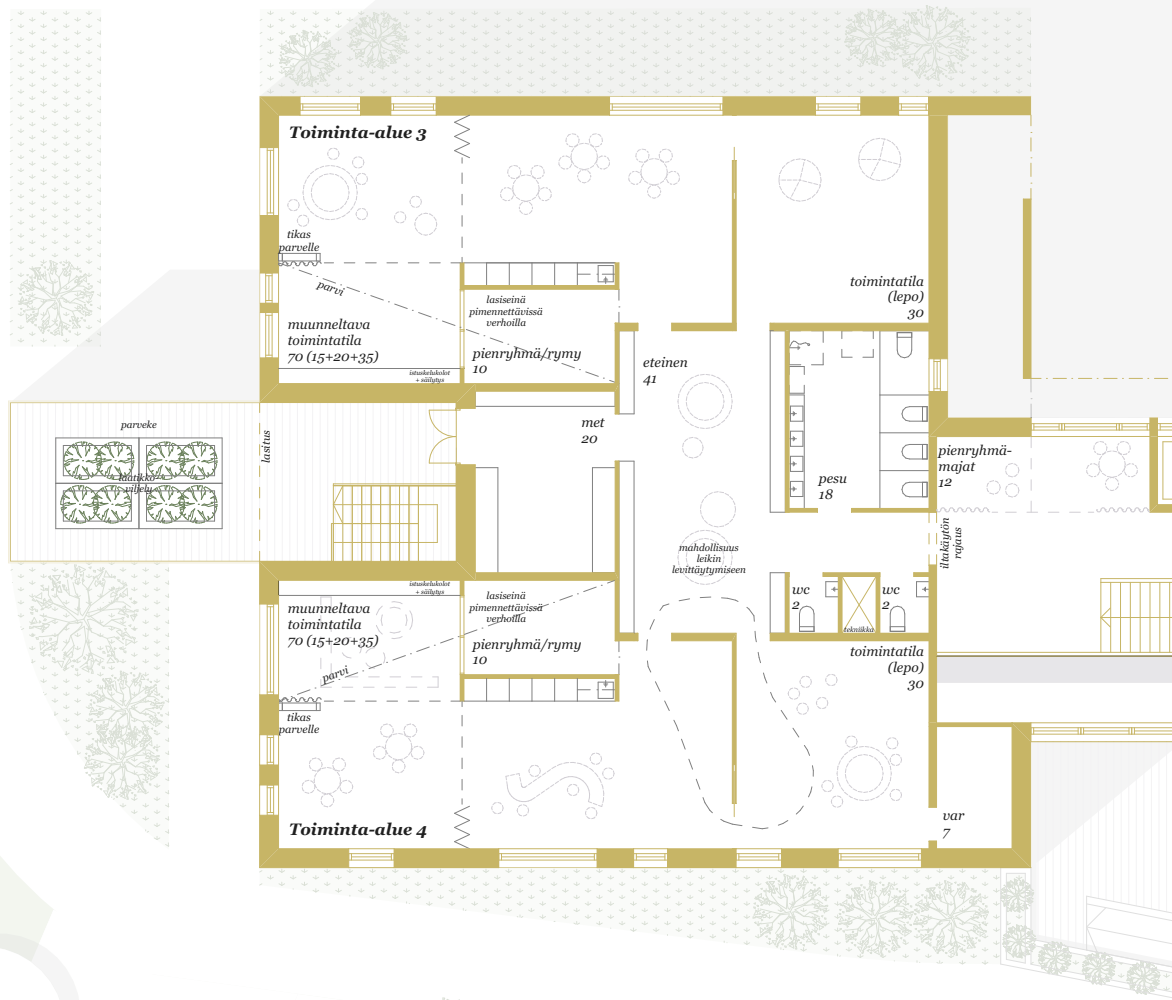 Toiminta-alue 3
tikas
parvelle
parvi
toimintatila
(lepo)
30
lasiseinä
pimennettävissä
verhoilla
muunneltava
toimintatila
70 (15+20+35)
pienryhmä/rymy
10
eteinen
41
istuskelukolot
+ säilytys
parveke
lasitus
laatikko-
viljely
met
20
pesu
18
pienryhmä-
majat
12
iltakäytön
rajaus
mahdollisuus
leikin
levittäytymiseen
istuskelukolot
+ säilytys
lasiseinä
pimennettävissä
verhoilla
wc
2
wc
2
tekniikka
muunneltava
toimintatila
70 (15+20+35)
pienryhmä/rymy
10
toimintatila
(lepo)
30
parvi
tikas
parvelle
Toiminta-alue 4
var
7